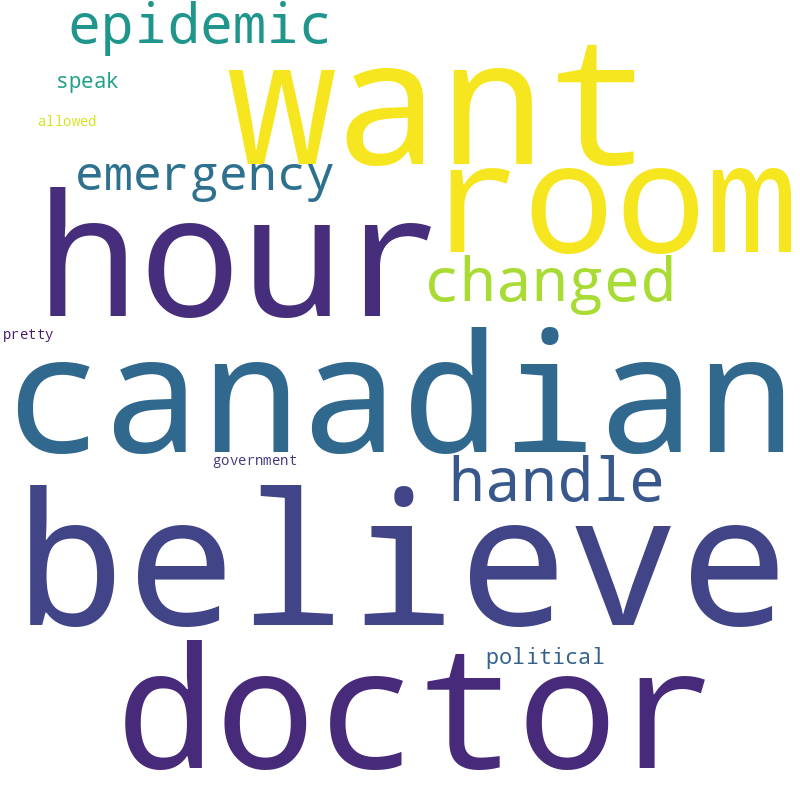 epidemic
want
speak
allowed
emergency
room
hour
changed
pretty
canadian
government
handle
believe
political
doctor